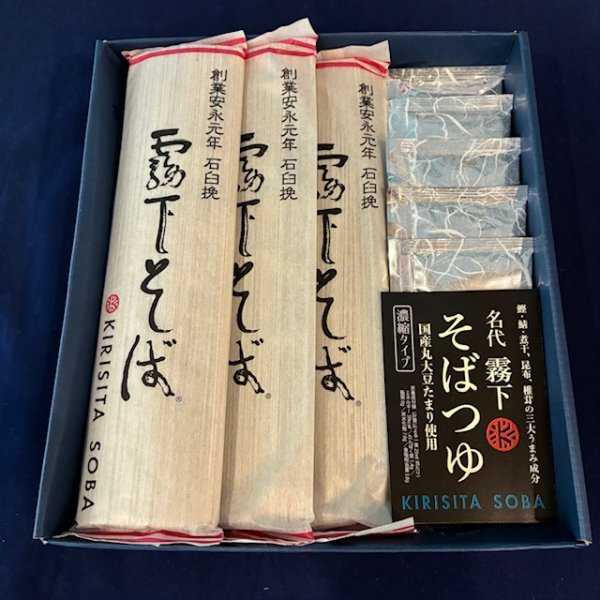 創業安永元年 石臼挽
霧下そば®
KIRISITA SOBA
創業安永元年 石臼挽
霧下そば®
創業安永元年 石臼挽
霧下そば®
鰹・鯖・煮干、昆布、椎茸の三大うまみ成分
名代 霧下
そばつゆ
国産丸大豆たまり使用
濃縮タイプ
KIRISITA SOBA